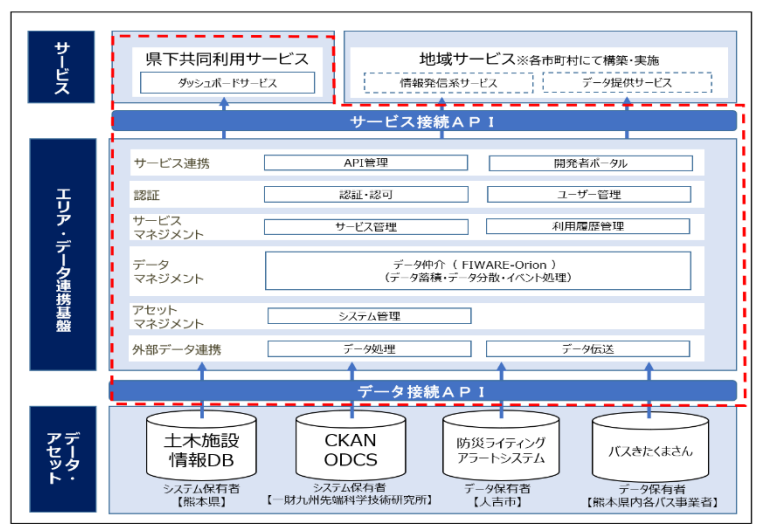 サービス
県下共同利用サービス
ダッシュボードサービス
地域サービス※各市町村にて構築・実施
情報発信系サービス
データ提供サービス
サービス接続API
エリア・データ連携基盤
サービス連携
API管理
開発者ポータル
認証
認証・認可
ユーザー管理
サービス
マネジメント
サービス管理
利用履歴管理
データ
マネジメント
データ仲介(FIWARE-Orion)
(データ蓄積・データ分散・イベント処理)
アセット
マネジメント
システム管理
外部データ連携
データ処理
データ伝送
データ接続API
データ・
アセット
土木施設
情報DB
システム保有者
【熊本県】
CKAN
ODCS
システム保有者
【一財九州先端科学技術研究所】
防災ライティング
アラートシステム
データ保有者
【人吉市】
バスきたくまさん
データ保有者
【熊本県内各バス事業者】